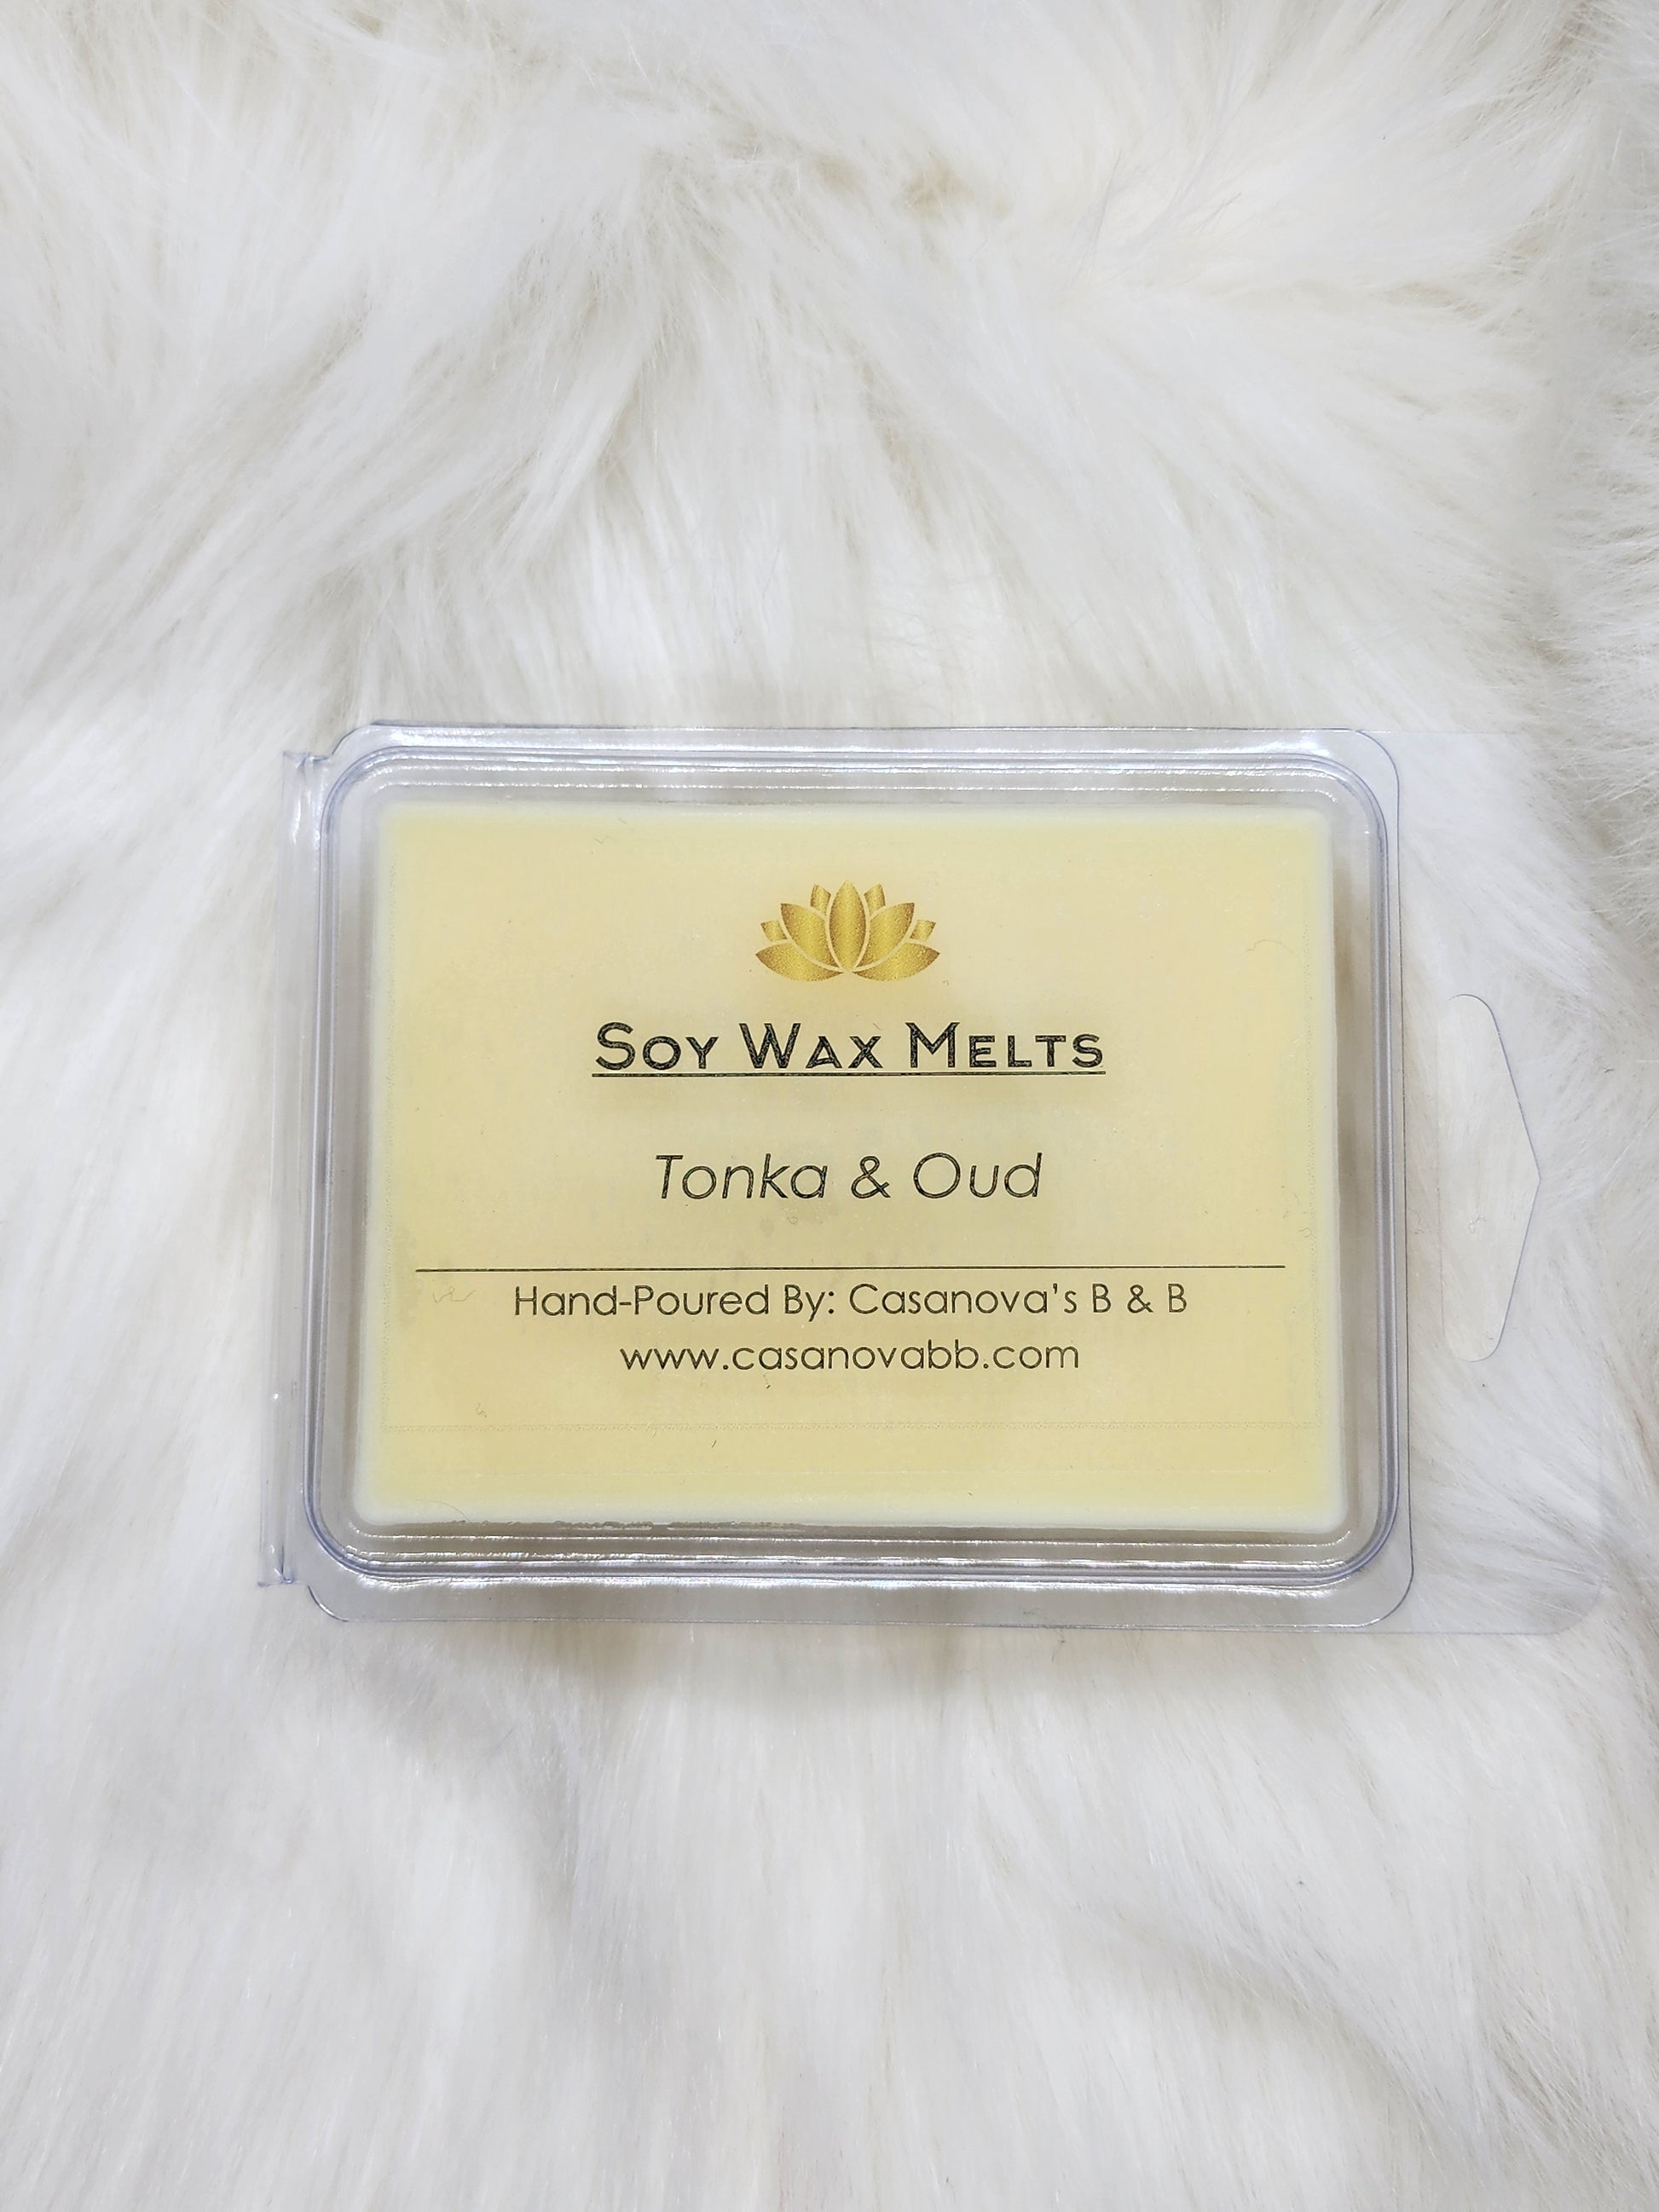 Soy Wax Melts
Tonka & Oud
Hand-Poured By: Casanova's B & B
www.casanovabb.com